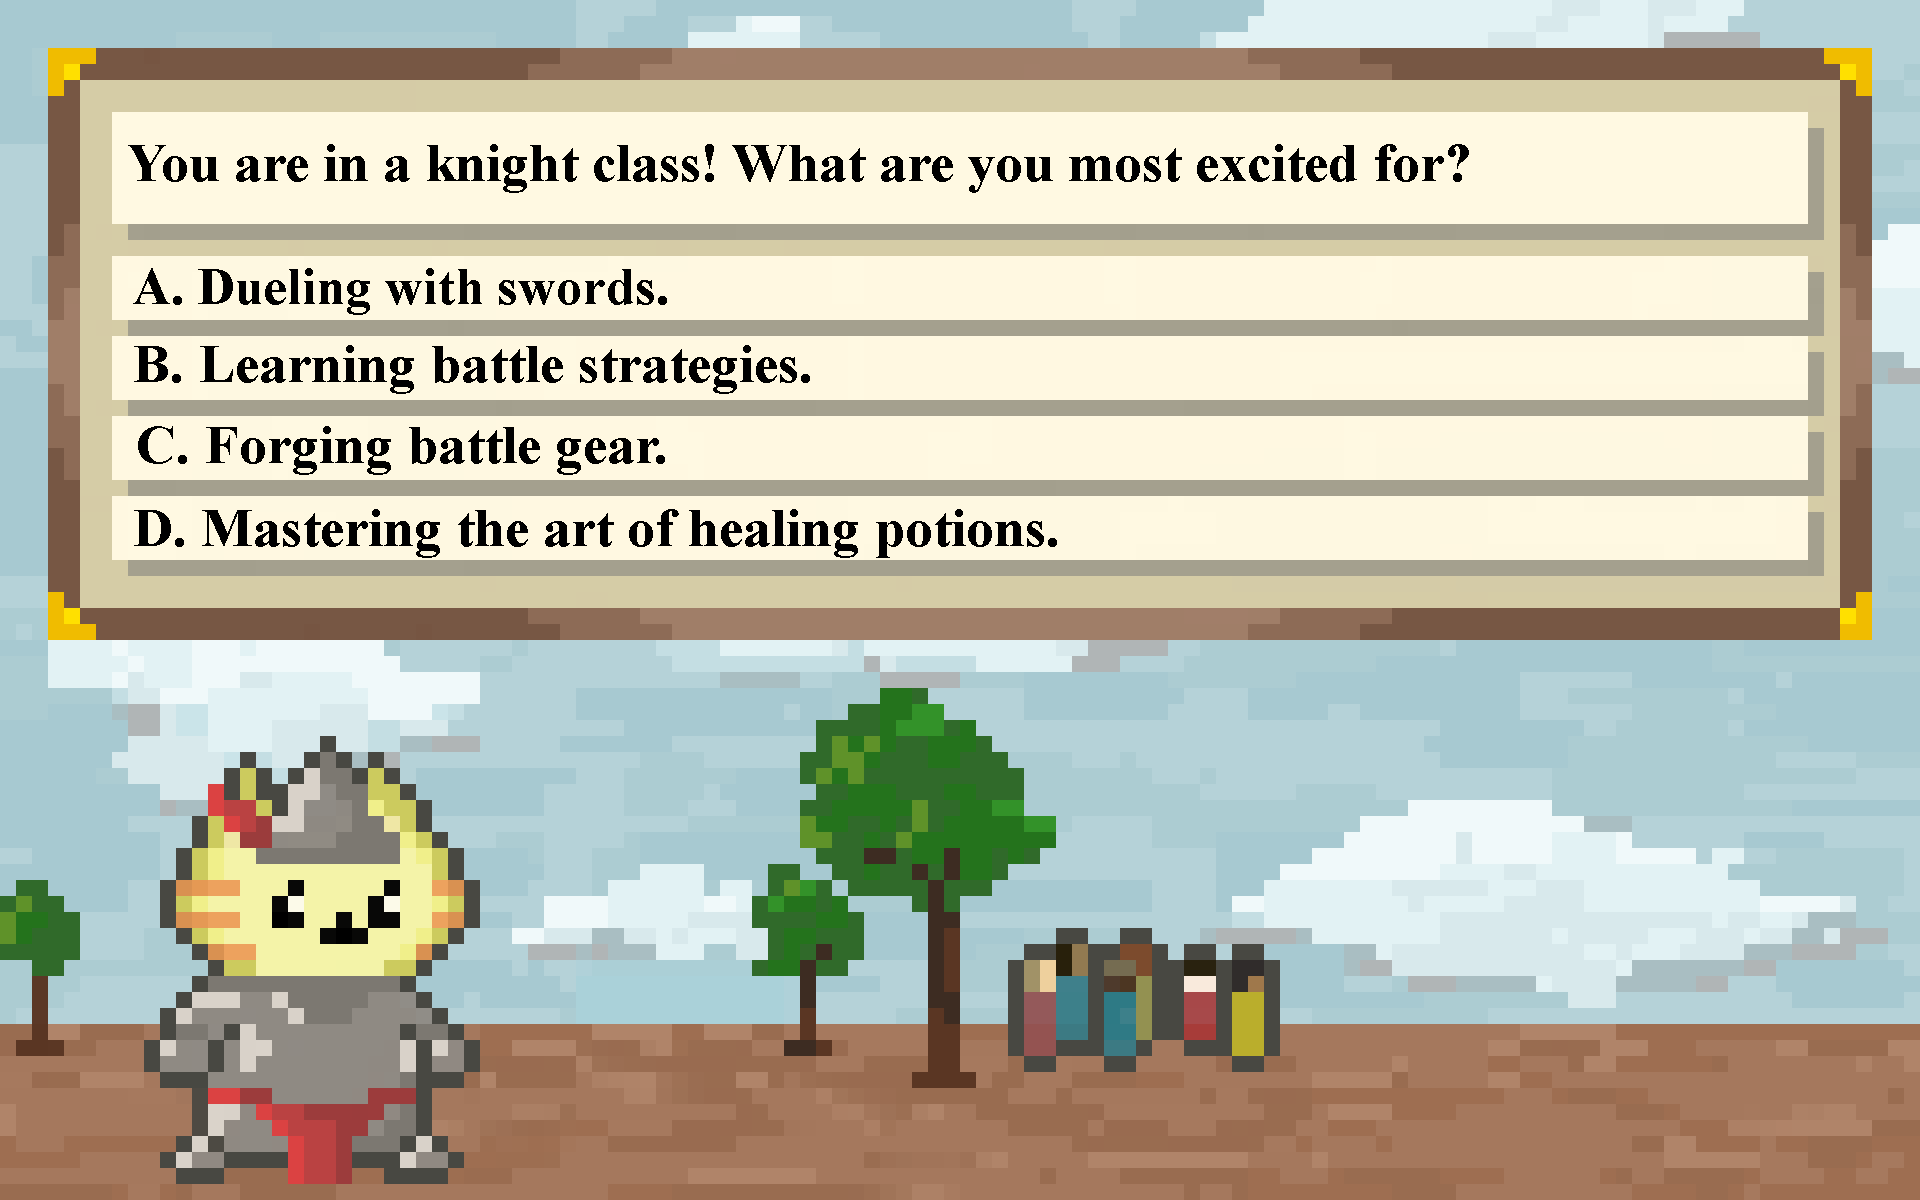 You are in a knight class! What are you most excited for?
A. Dueling with swords.
B. Learning battle strategies.
C. Forging battle gear.
D. Mastering the art of healing potions.